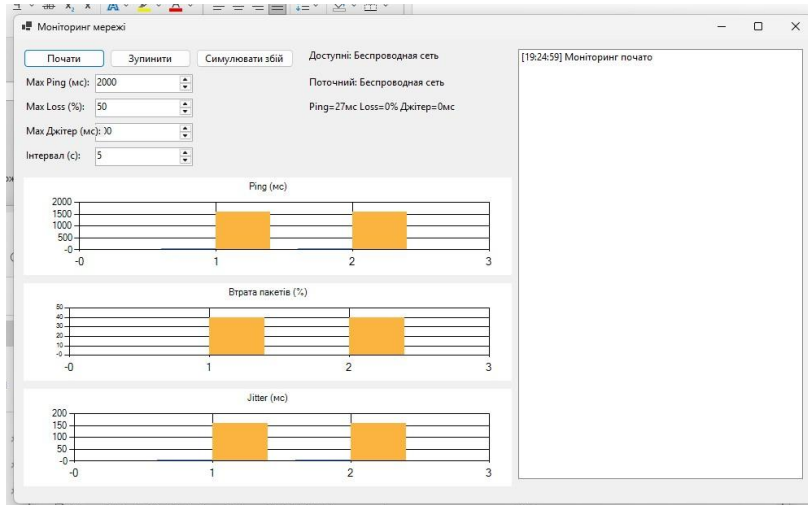 Моніторинг мережі
Почати
Зупинити
Симулювати збій
Доступні: Беспроводная сеть
Max Ping (мс): 2000
Поточний: Беспроводная сеть
Max Loss (%): 50
Ping=27мс Loss=0% Джітер=0мс
Max Джітер (мс):
Інтервал (с): 5
[19:24:59] Моніторинг почато
Ping (мс)
2000
1500
1000
500
-0
-0 1 2 3
Втрата пакетів (%)
50
40
30
20
10
-0
-0 1 2 3
Jitter (мс)
200
150
100
50
-0
-0 1 2 3